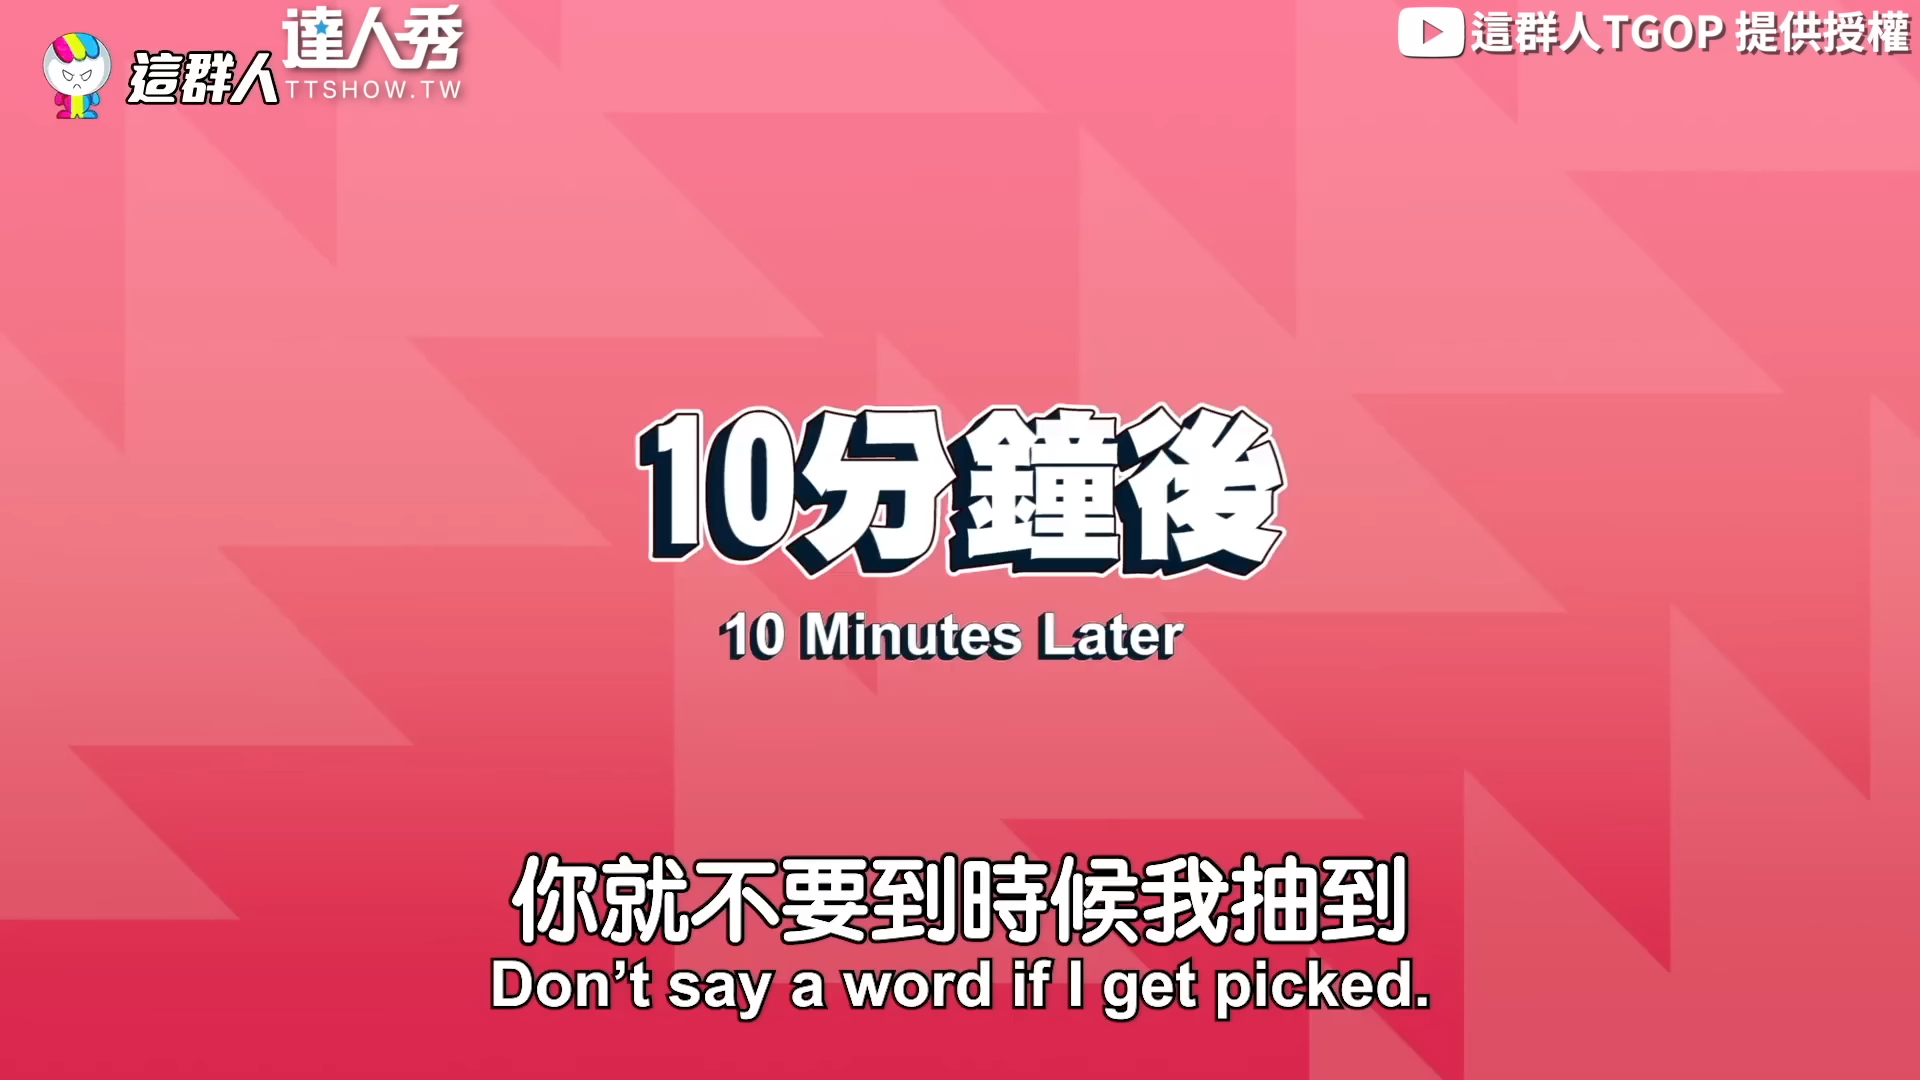 這群人
達人秀
TTSHOW.TW
這群人TGOP 提供授權
10分鐘後
10 Minutes Later
你就不要到時候我抽到
Don’t say a word if I get picked.